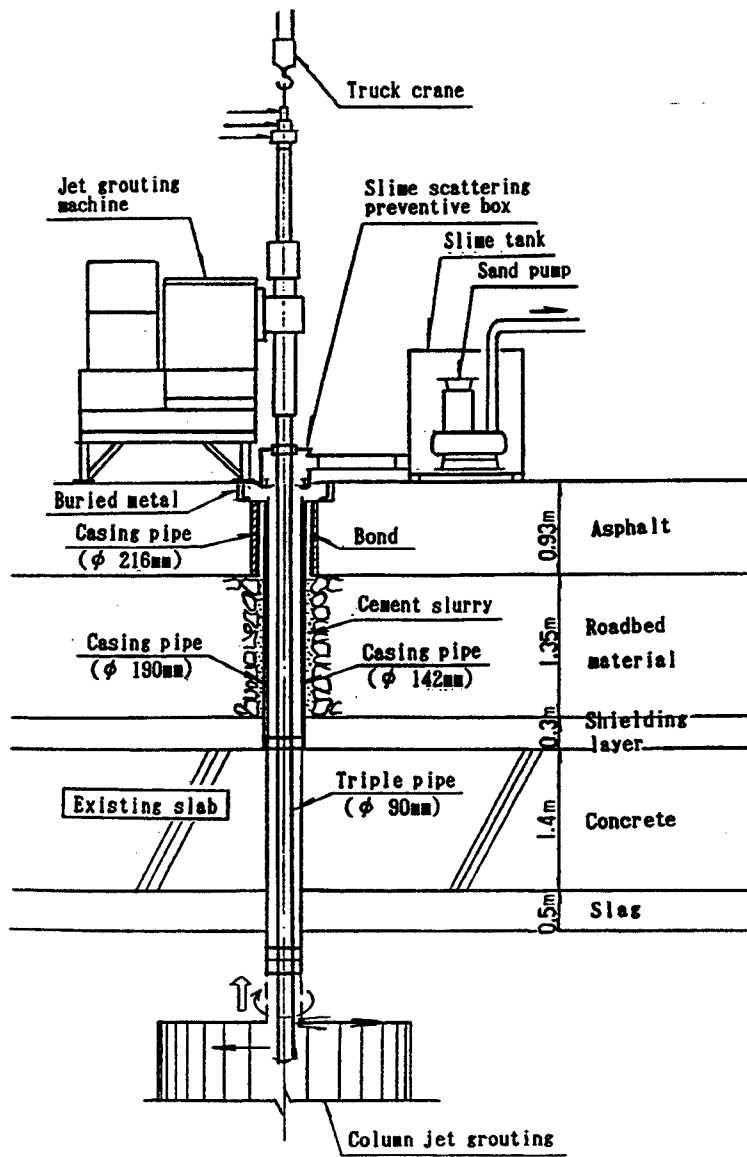 Truck crane
Jet grouting
machine
Slime scattering
preventive box
Slime tank
Sand pump
Buried metal
Casing pipe
(ϕ 216mm)
Bond
0.93m
Asphalt
Cement slurry
Casing pipe
(ϕ 190mm)
Casing pipe
(ϕ 142mm)
1.35m
Roadbed
material
0.3m
Shielding
layer
Existing slab
Triple pipe
(ϕ 90mm)
1.4m
Concrete
0.5m
Slag
Column jet grouting